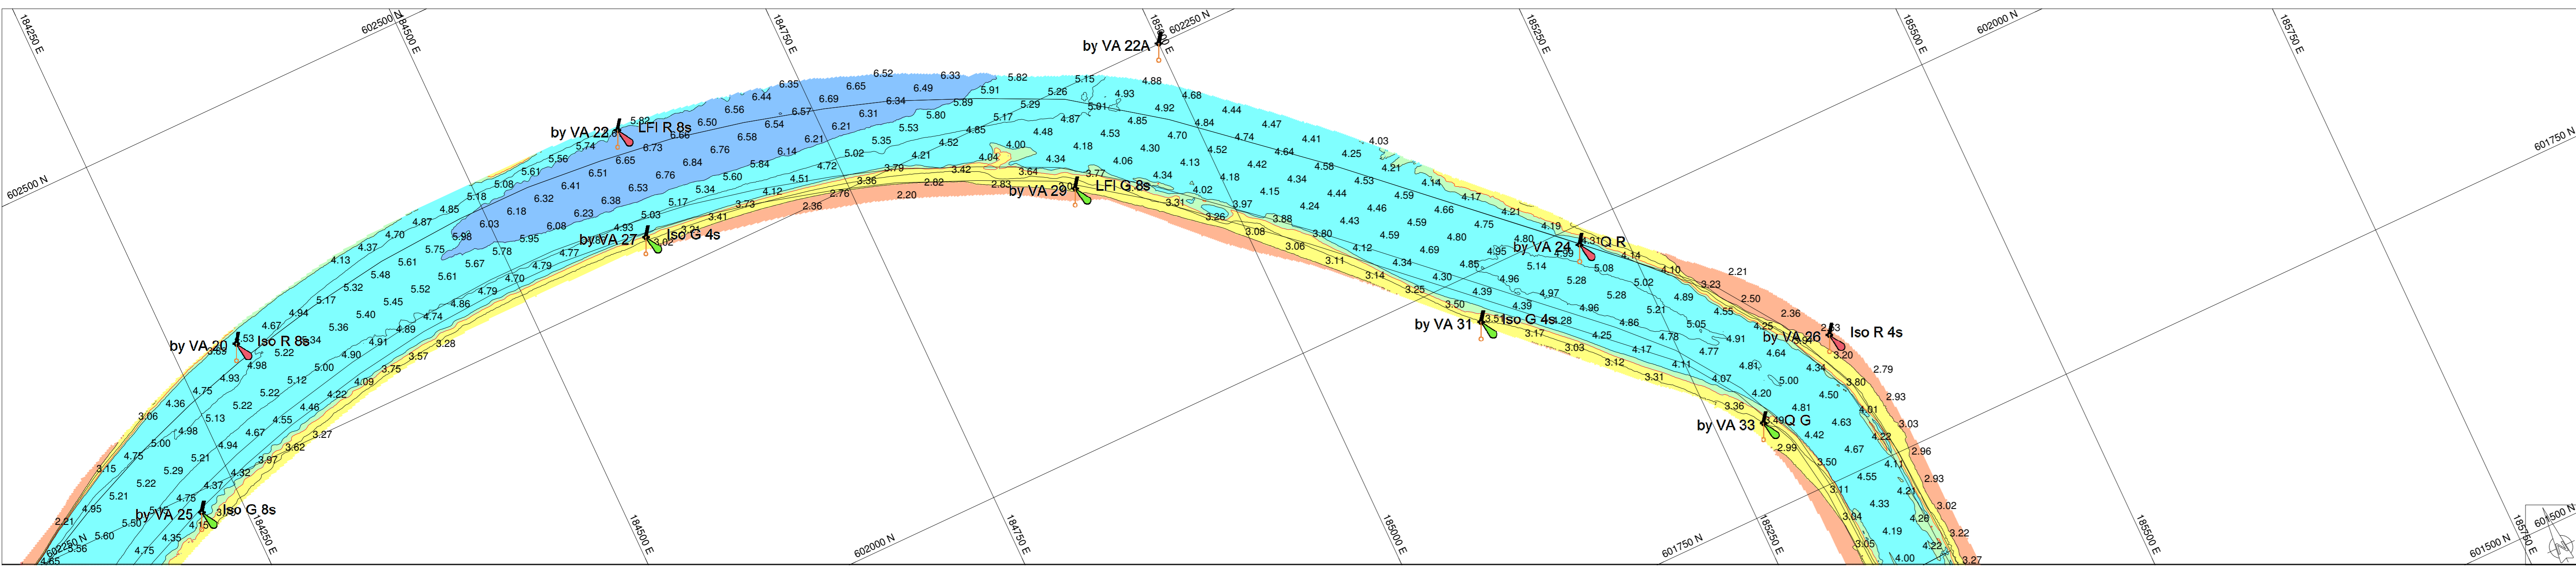 184250 E
602500 N
184500 E
184750 E
185000 E
602250 N
185250 E
185500 E
602000 N
185750 E
601750 N
602500 N
by VA 22A
by VA 22
LFl R 8s
by VA 29
LFl G 8s
by VA 27
Iso G 4s
by VA 24
Q R
by VA 20
Iso R 8s
by VA 31
Iso G 4s
by VA 26
Iso R 4s
by VA 33
Q G
by VA 25
Iso G 8s
6.35 6.52 6.33 5.82 5.15 4.88
6.44 6.65 6.49 5.91 5.26 4.93 4.68
6.56 6.69 6.34 5.89 5.29 5.01 4.92 4.44
5.82 6.50 6.57 6.31 5.80 5.17 4.87 4.85 4.84 4.47
6.66 6.54 6.21 5.53 4.85 4.48 4.53 4.70 4.74 4.41 4.03
5.74 6.73 6.58 6.21 5.35 4.52 4.00 4.18 4.30 4.52 4.64 4.25
5.56 6.65 6.76 6.14 5.02 4.21 4.04 4.34 4.06 4.13 4.42 4.58 4.21
5.61 6.51 6.84 5.84 4.72 3.79 3.42 3.64 3.77 4.34 4.18 4.34 4.53 4.14
5.08 6.41 6.76 5.60 4.51 3.36 2.82 2.83 4.02 4.15 4.44 4.59 4.17
5.18 6.32 6.53 5.34 4.12 2.76 2.20 3.31 3.97 4.24 4.46 4.66 4.21
4.85 6.18 6.38 5.17 3.73 2.36 3.26 3.88 4.43 4.59 4.75 4.19
4.87 6.03 6.23 5.03 3.41 3.08 3.80 4.59 4.80 4.80 4.31
4.70 5.98 6.08 4.93 3.21 3.06 4.12 4.69 4.95 4.99 4.14
4.37 5.75 5.95 3.02 3.11 4.34 4.85 5.14 5.08 4.10 2.21
4.13 5.61 5.78 4.77 3.14 4.30 4.96 5.28 5.02 3.23
5.48 5.67 4.79 3.25 4.39 4.97 5.28 4.89 2.50
5.32 5.61 4.70 3.50 4.39 4.96 5.21 4.55 2.36
5.17 5.52 4.79 4.28 4.86 5.05 4.25
4.94 5.45 4.86 3.17 4.25 4.78 4.91 3.20
4.67 5.40 4.74 3.03 4.17 4.77 4.64 2.79
5.36 4.89 3.12 4.11 4.81 4.34 3.80
5.22 4.91 3.28 3.31 4.07 5.00 4.50 2.93
4.98 4.90 3.57 4.20 4.81 4.01
4.93 5.00 3.75 3.36 4.63 3.03
4.75 5.12 4.09 4.42 4.22
4.36 5.22 4.22 2.99 4.67 2.96
3.06 5.22 4.46 3.50 4.11
5.13 4.55 4.55 2.93
4.98 4.67 3.27 3.11 4.21
5.00 4.94 3.62 4.33 3.02
4.75 5.21 3.97 3.04 4.20
3.15 5.29 4.32 4.19 3.22
5.22 4.37 3.05 4.22
5.21 4.75 4.00 3.27
4.95
2.21 5.50 4.15
5.60 4.35
5.56 4.75
4.65
602250 N
184250 E
184500 E
602000 N
184750 E
185000 E
601750 N
185250 E
185500 E
601500 N
185750 E
601500 N
N